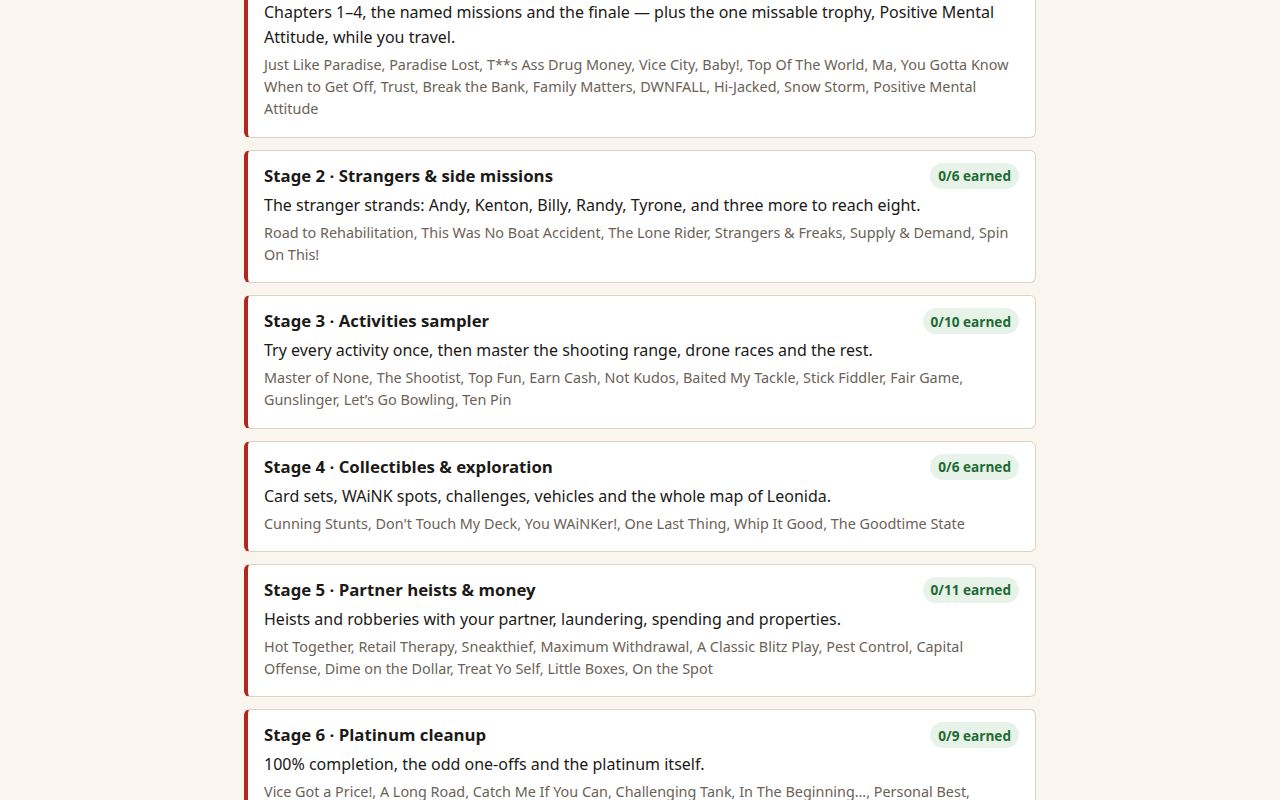 Chapters 1–4, the named missions and the finale — plus the one missable trophy, Positive Mental
Attitude, while you travel.
Just Like Paradise, Paradise Lost, T**s Ass Drug Money, Vice City, Baby!, Top Of The World, Ma, You Gotta Know
When to Get Off, Trust, Break the Bank, Family Matters, DWNFALL, Hi-Jacked, Snow Storm, Positive Mental
Attitude
Stage 2 · Strangers & side missions
0/6 earned
The stranger strands: Andy, Kenton, Billy, Randy, Tyrone, and three more to reach eight.
Road to Rehabilitation, This Was No Boat Accident, The Lone Rider, Strangers & Freaks, Supply & Demand, Spin
On This!
Stage 3 · Activities sampler
0/10 earned
Try every activity once, then master the shooting range, drone races and the rest.
Master of None, The Shootist, Top Fun, Earn Cash, Not Kudos, Baited My Tackle, Stick Fiddler, Fair Game,
Gunslinger, Let’s Go Bowling, Ten Pin
Stage 4 · Collectibles & exploration
0/6 earned
Card sets, WAiNK spots, challenges, vehicles and the whole map of Leonida.
Cunning Stunts, Don't Touch My Deck, You WAiNKer!, One Last Thing, Whip It Good, The Goodtime State
Stage 5 · Partner heists & money
0/11 earned
Heists and robberies with your partner, laundering, spending and properties.
Hot Together, Retail Therapy, Sneakthief, Maximum Withdrawal, A Classic Blitz Play, Pest Control, Capital
Offense, Dime on the Dollar, Treat Yo Self, Little Boxes, On the Spot
Stage 6 · Platinum cleanup
0/9 earned
100% completion, the odd one-offs and the platinum itself.
Vice Got a Price!, A Long Road, Catch Me If You Can, Challenging Tank, In The Beginning…, Personal Best,